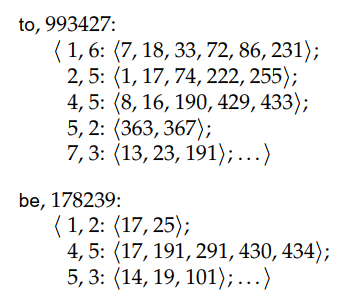 to, 993427:
⟨ 1, 6: ⟨7, 18, 33, 72, 86, 231⟩;
2, 5: ⟨1, 17, 74, 222, 255⟩;
4, 5: ⟨8, 16, 190, 429, 433⟩;
5, 2: ⟨363, 367⟩;
7, 3: ⟨13, 23, 191⟩; . . . ⟩
be, 178239:
⟨ 1, 2: ⟨17, 25⟩;
4, 5: ⟨17, 191, 291, 430, 434⟩;
5, 3: ⟨14, 19, 101⟩; . . . ⟩